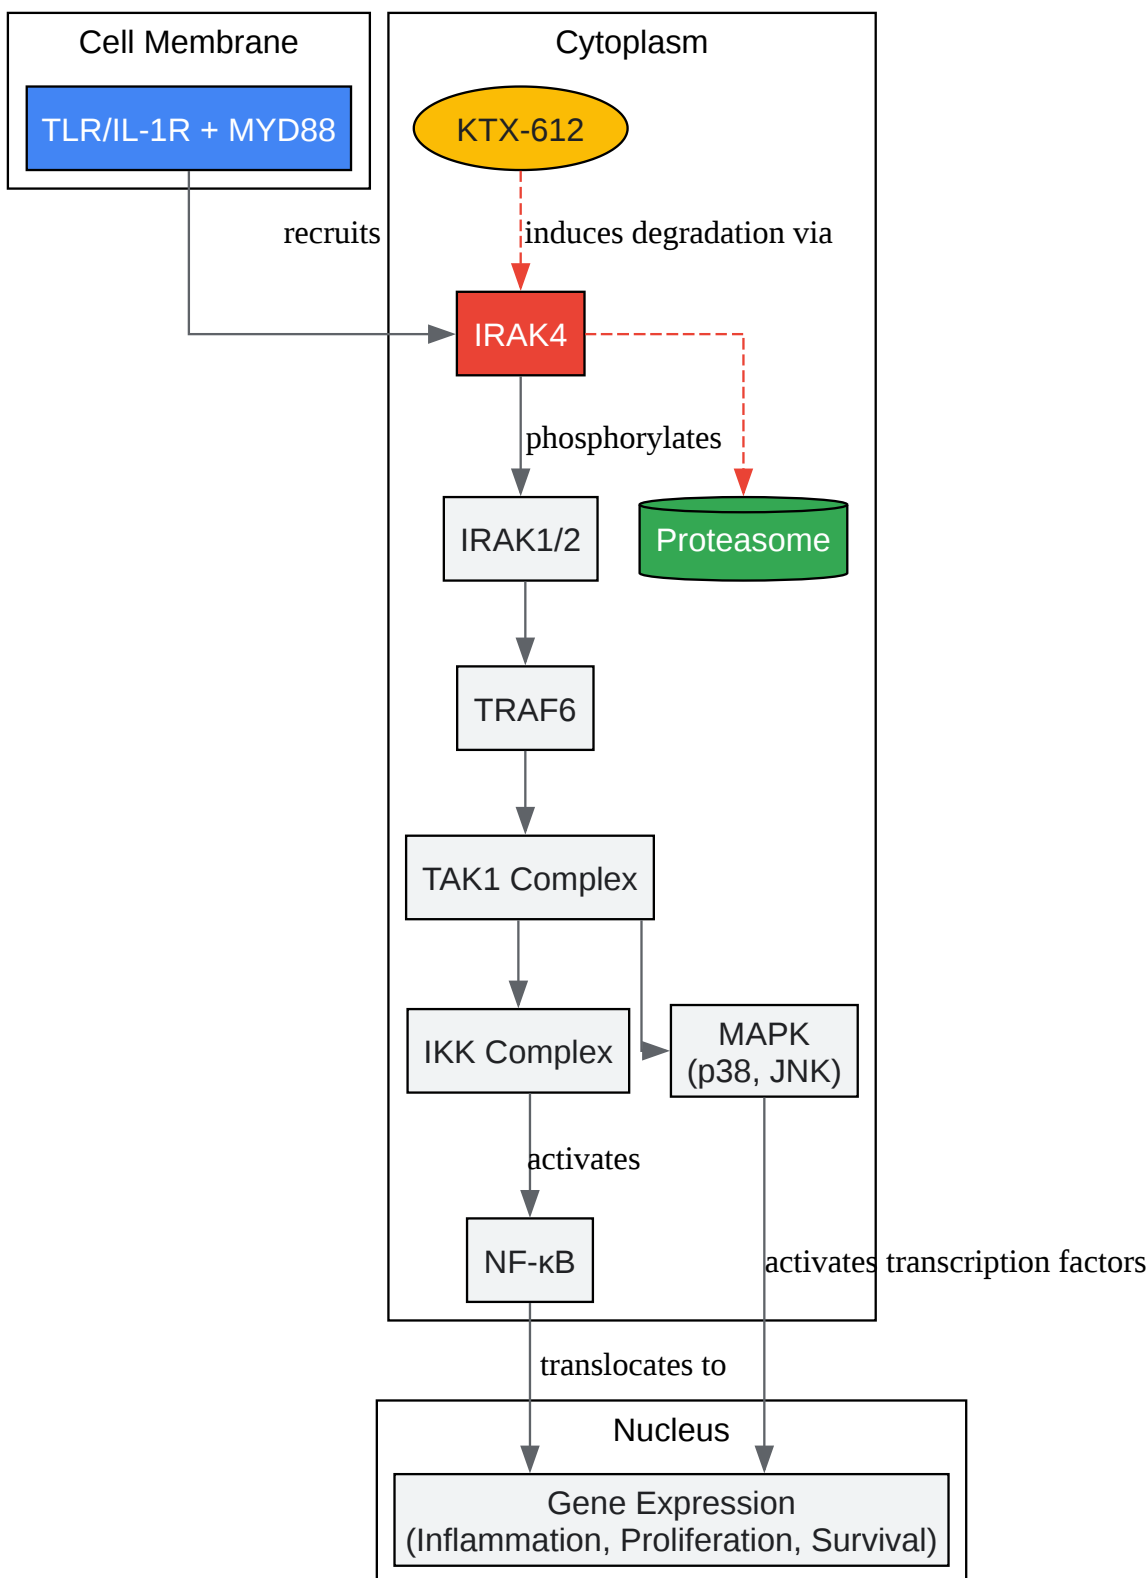 Cell Membrane
Cytoplasm
TLR/IL-1R + MYD88
KTX-612
recruits
induces degradation via
IRAK4
phosphorylates
IRAK1/2
Proteasome
TRAF6
TAK1 Complex
IKK Complex
MAPK
(p38, JNK)
activates
NF-κB
activates transcription factors
translocates to
Nucleus
Gene Expression
(Inflammation, Proliferation, Survival)